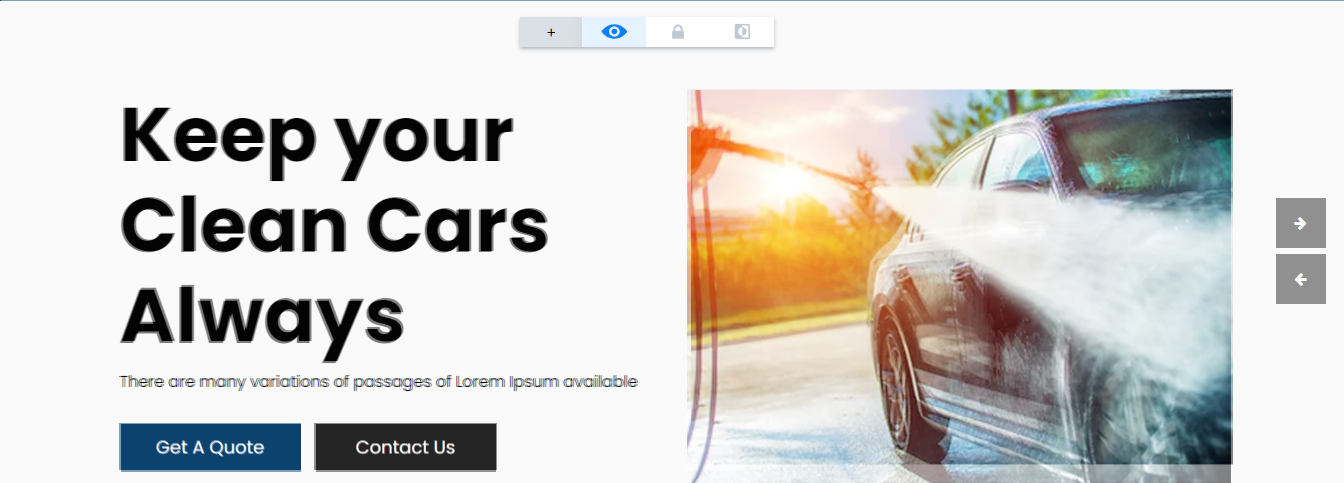 +
Keep your
Clean Cars
Always
There are many variations of passages of Lorem Ipsum available
Get A Quote
Contact Us